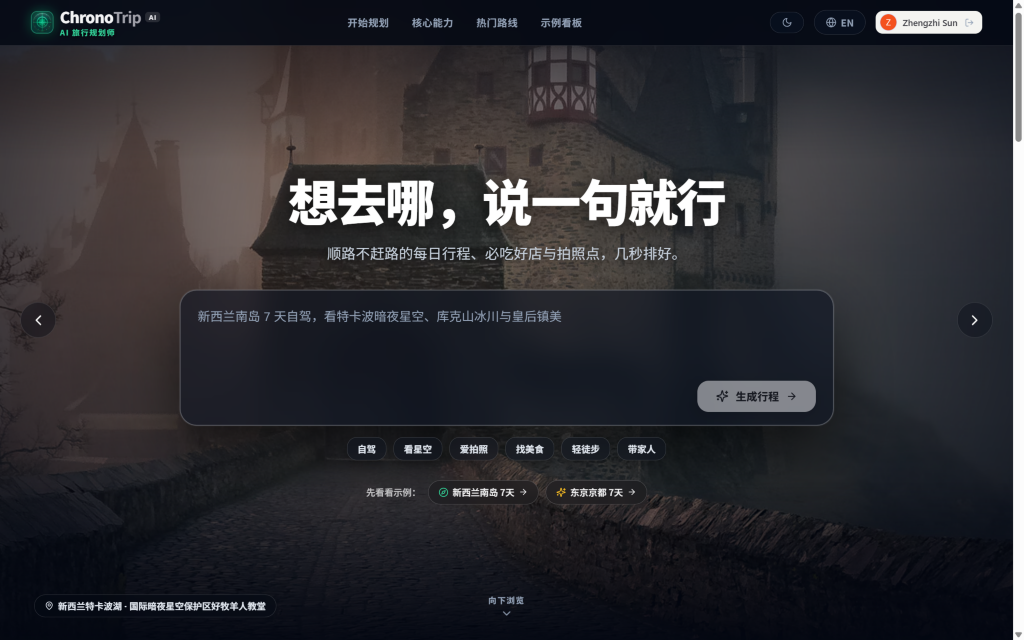 ChronoTrip AI
AI 旅行规划师
开始规划
核心能力
热门路线
示例看板
EN
Z
Zhengzhi Sun
想去哪，说一句就行
顺路不赶路的每日行程、必吃好店与拍照点，几秒排好。
新西兰南岛 7 天自驾，看特卡波暗夜星空、库克山冰川与皇后镇美
生成行程
自驾
看星空
爱拍照
找美食
轻徒步
带家人
先看看示例：
新西兰南岛 7天
东京京都 7天
新西兰特卡波湖 · 国际暗夜星空保护区好牧羊人教堂
向下浏览